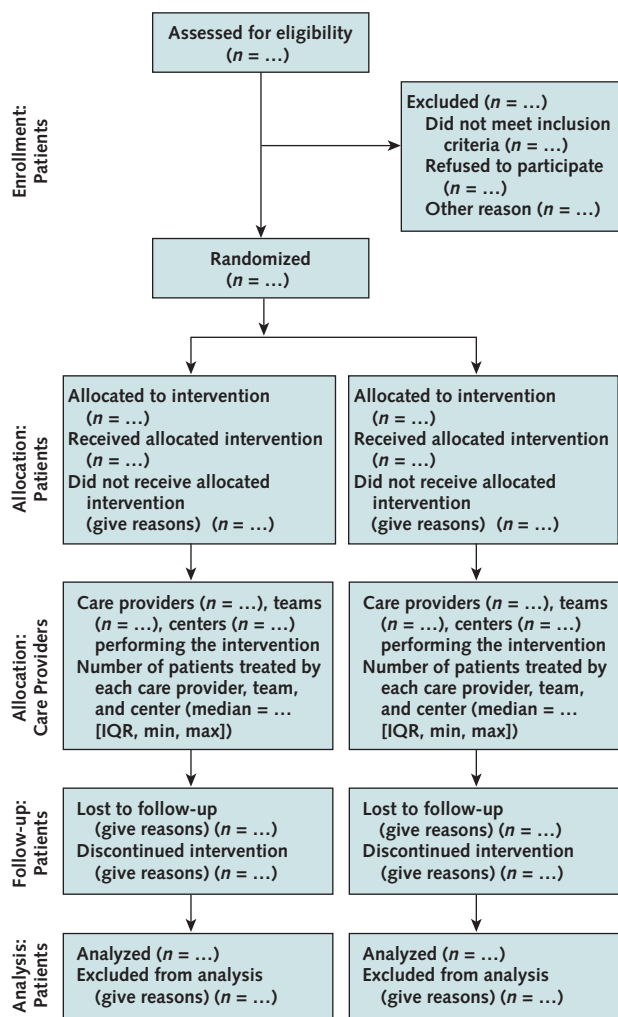 Assessed for eligibility
(n = …)
Enrollment:
Patients
Excluded (n = …)
Did not meet inclusion
criteria (n = …)
Refused to participate
(n = …)
Other reason (n = …)
Randomized
(n = …)
Allocation:
Patients
Allocated to intervention
(n = …)
Received allocated intervention
(n = …)
Did not receive allocated
intervention
(give reasons) (n = …)
Allocated to intervention
(n = …)
Received allocated intervention
(n = …)
Did not receive allocated
intervention
(give reasons) (n = …)
Allocation:
Care Providers
Care providers (n = …), teams
(n = …), centers (n = …)
performing the intervention
Number of patients treated by
each care provider, team,
and center (median = …
[IQR, min, max])
Care providers (n = …), teams
(n = …), centers (n = …)
performing the intervention
Number of patients treated by
each care provider, team,
and center (median = …
[IQR, min, max])
Follow-up:
Patients
Lost to follow-up
(give reasons) (n = …)
Discontinued intervention
(give reasons) (n = …)
Lost to follow-up
(give reasons) (n = …)
Discontinued intervention
(give reasons) (n = …)
Analysis:
Patients
Analyzed (n = …)
Excluded from analysis
(give reasons) (n = …)
Analyzed (n = …)
Excluded from analysis
(give reasons) (n = …)